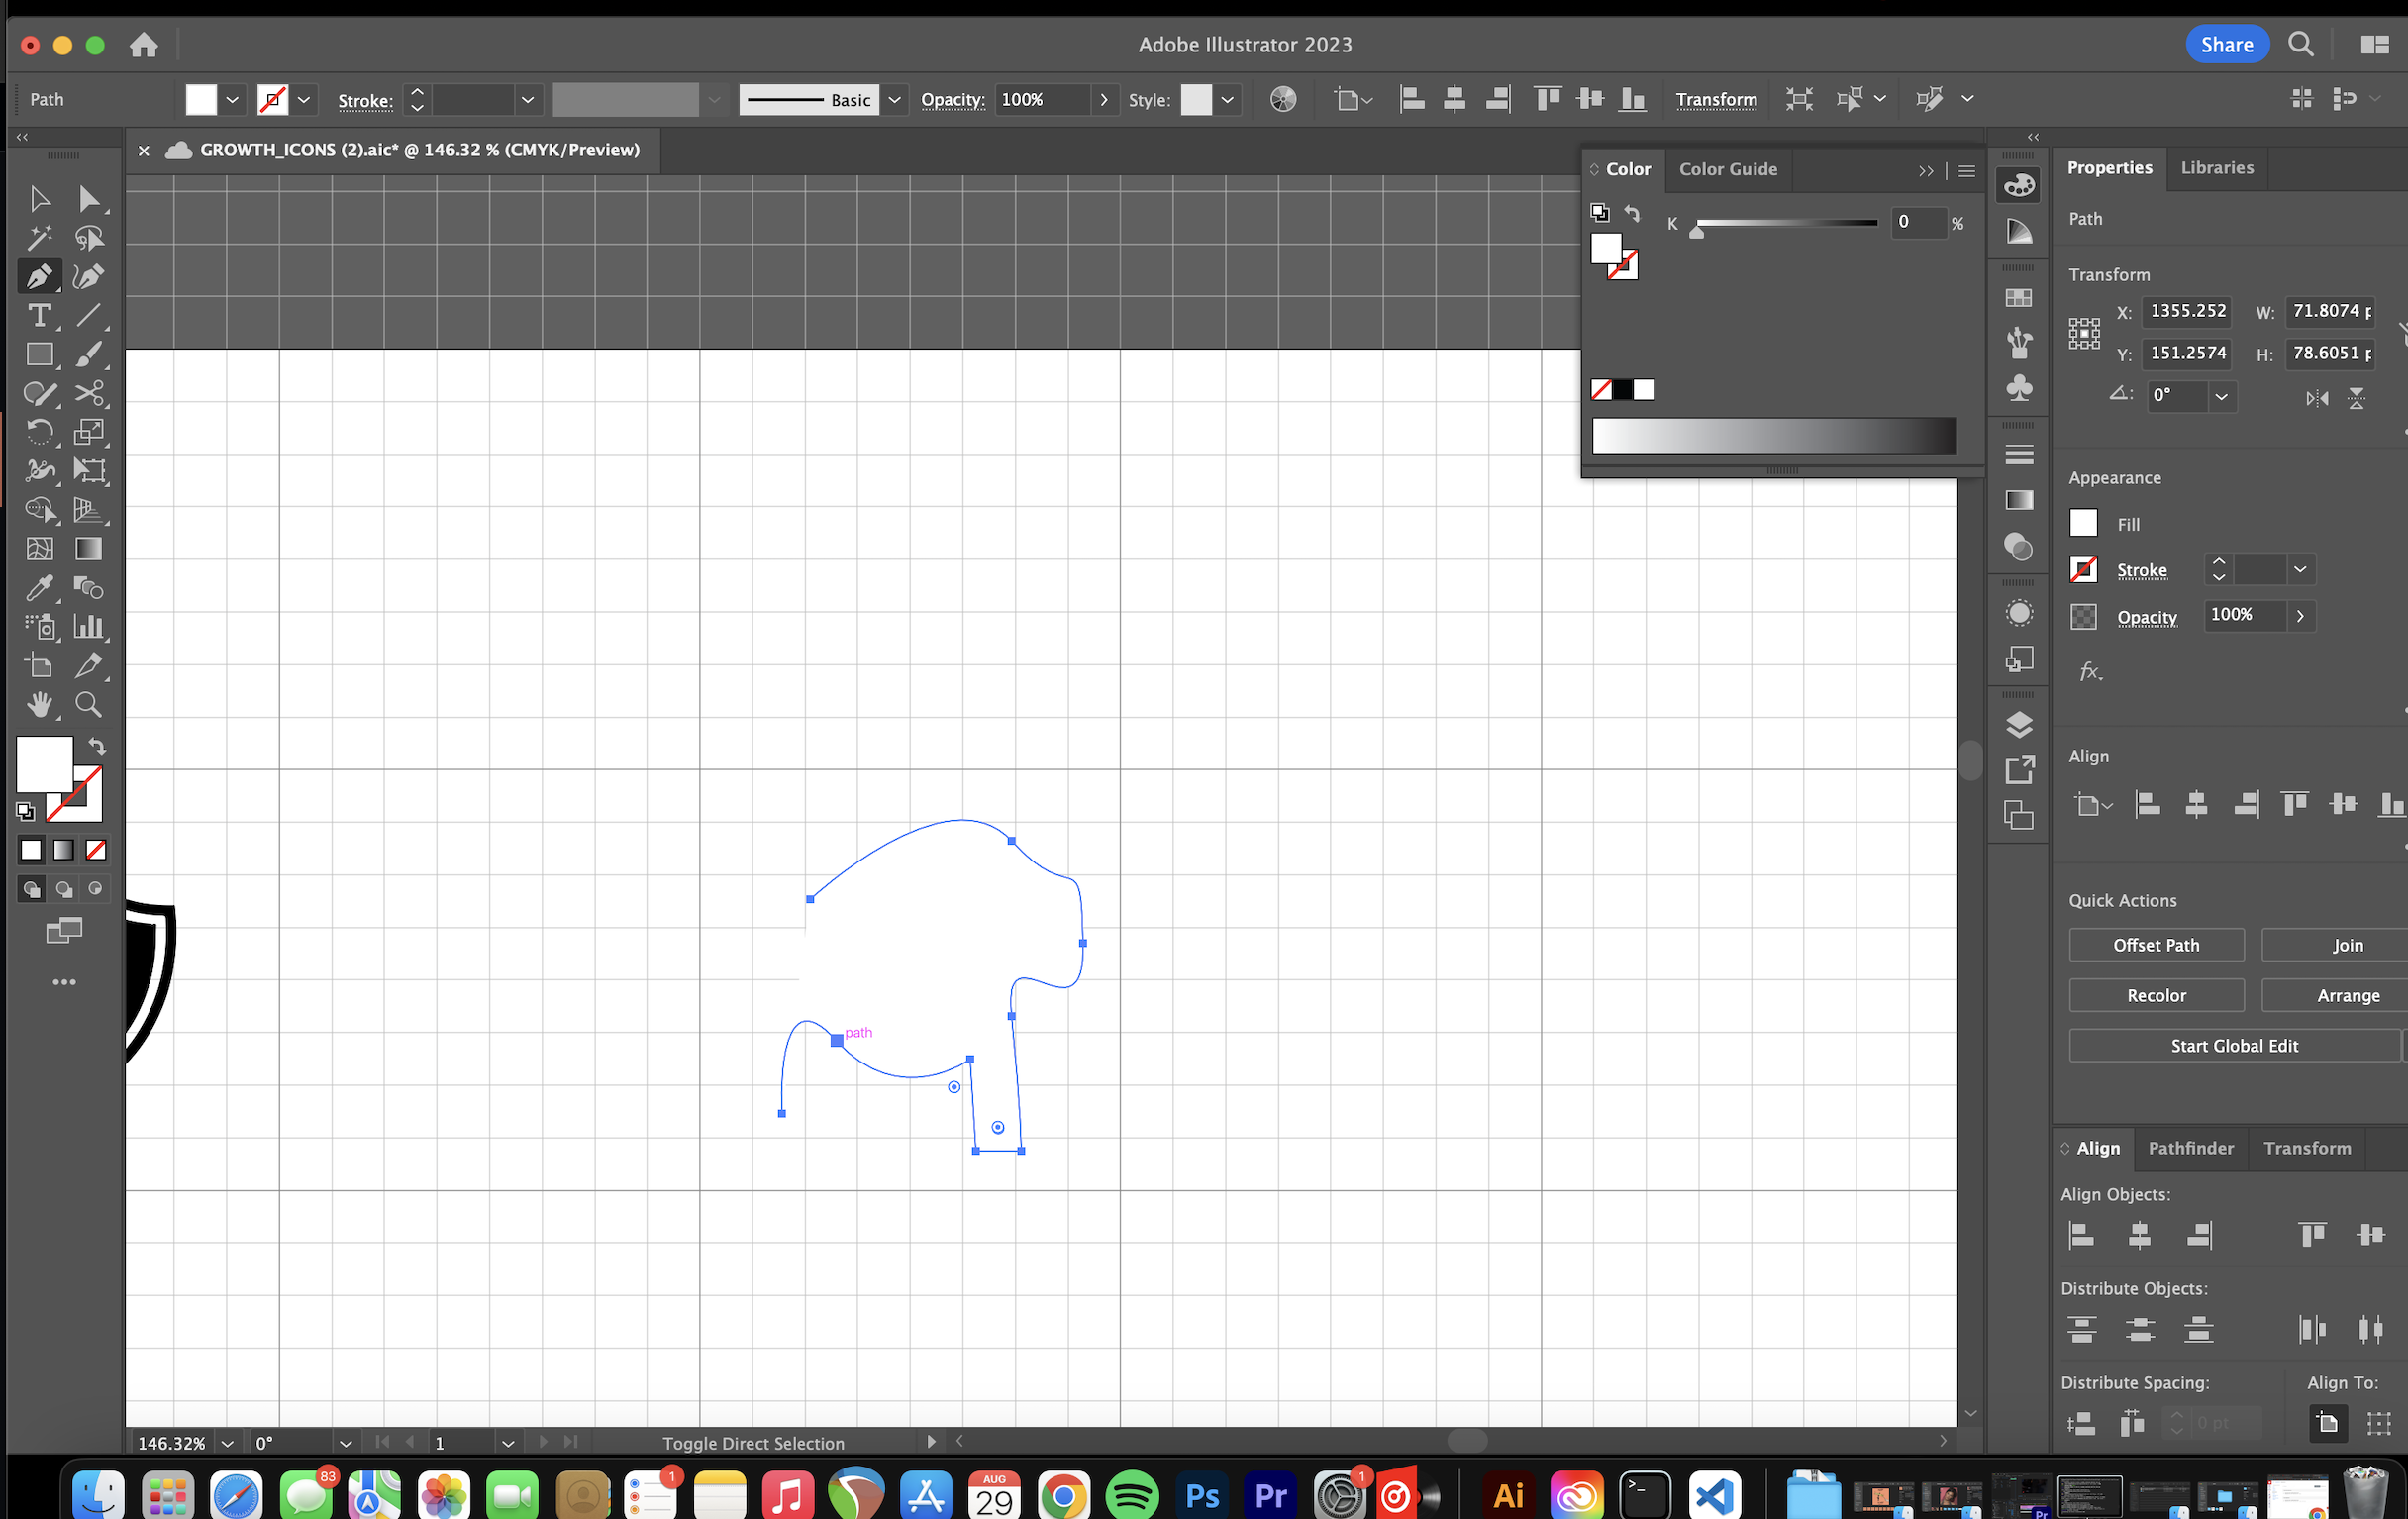 Adobe Illustrator 2023
Share
Path
Stroke:
Basic
Opacity:
100%
Style:
Transform
GROWTH_ICONS (2).aic* @ 146.32 % (CMYK/Preview)
Color
Color Guide
K
0
%
Properties
Libraries
Path
Transform
X:
1355.252
W:
71.8074 p
Y:
151.2574
H:
78.6051 p
0°
Appearance
Fill
Stroke
Opacity
100%
fx
Align
Quick Actions
Offset Path
Join
Recolor
Arrange
Start Global Edit
path
Align
Pathfinder
Transform
Align Objects:
Distribute Objects:
Distribute Spacing:
Align To:
0 pt
146.32%
0°
1
Toggle Direct Selection
83
1
AUG
29
Ps
Pr
1
Ai
>_
Pr